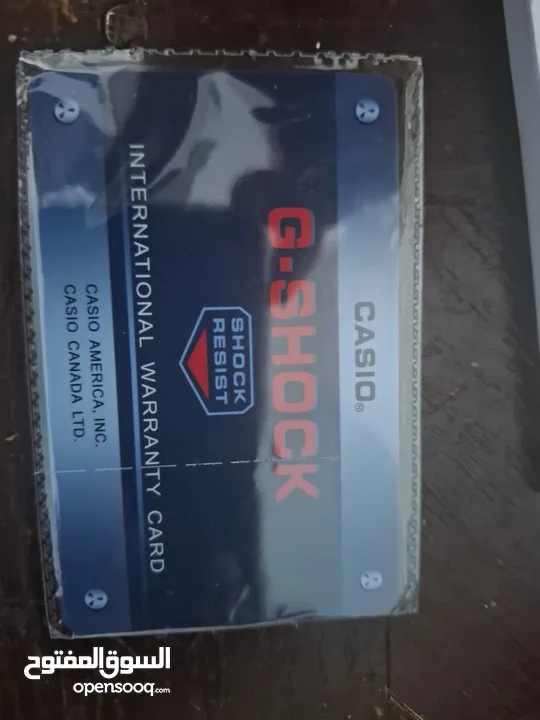 CASIO®
G-SHOCK
SHOCK
RESIST
INTERNATIONAL WARRANTY CARD
CASIO AMERICA, INC.
CASIO CANADA LTD.
السوق المفتوح
opensooq.com